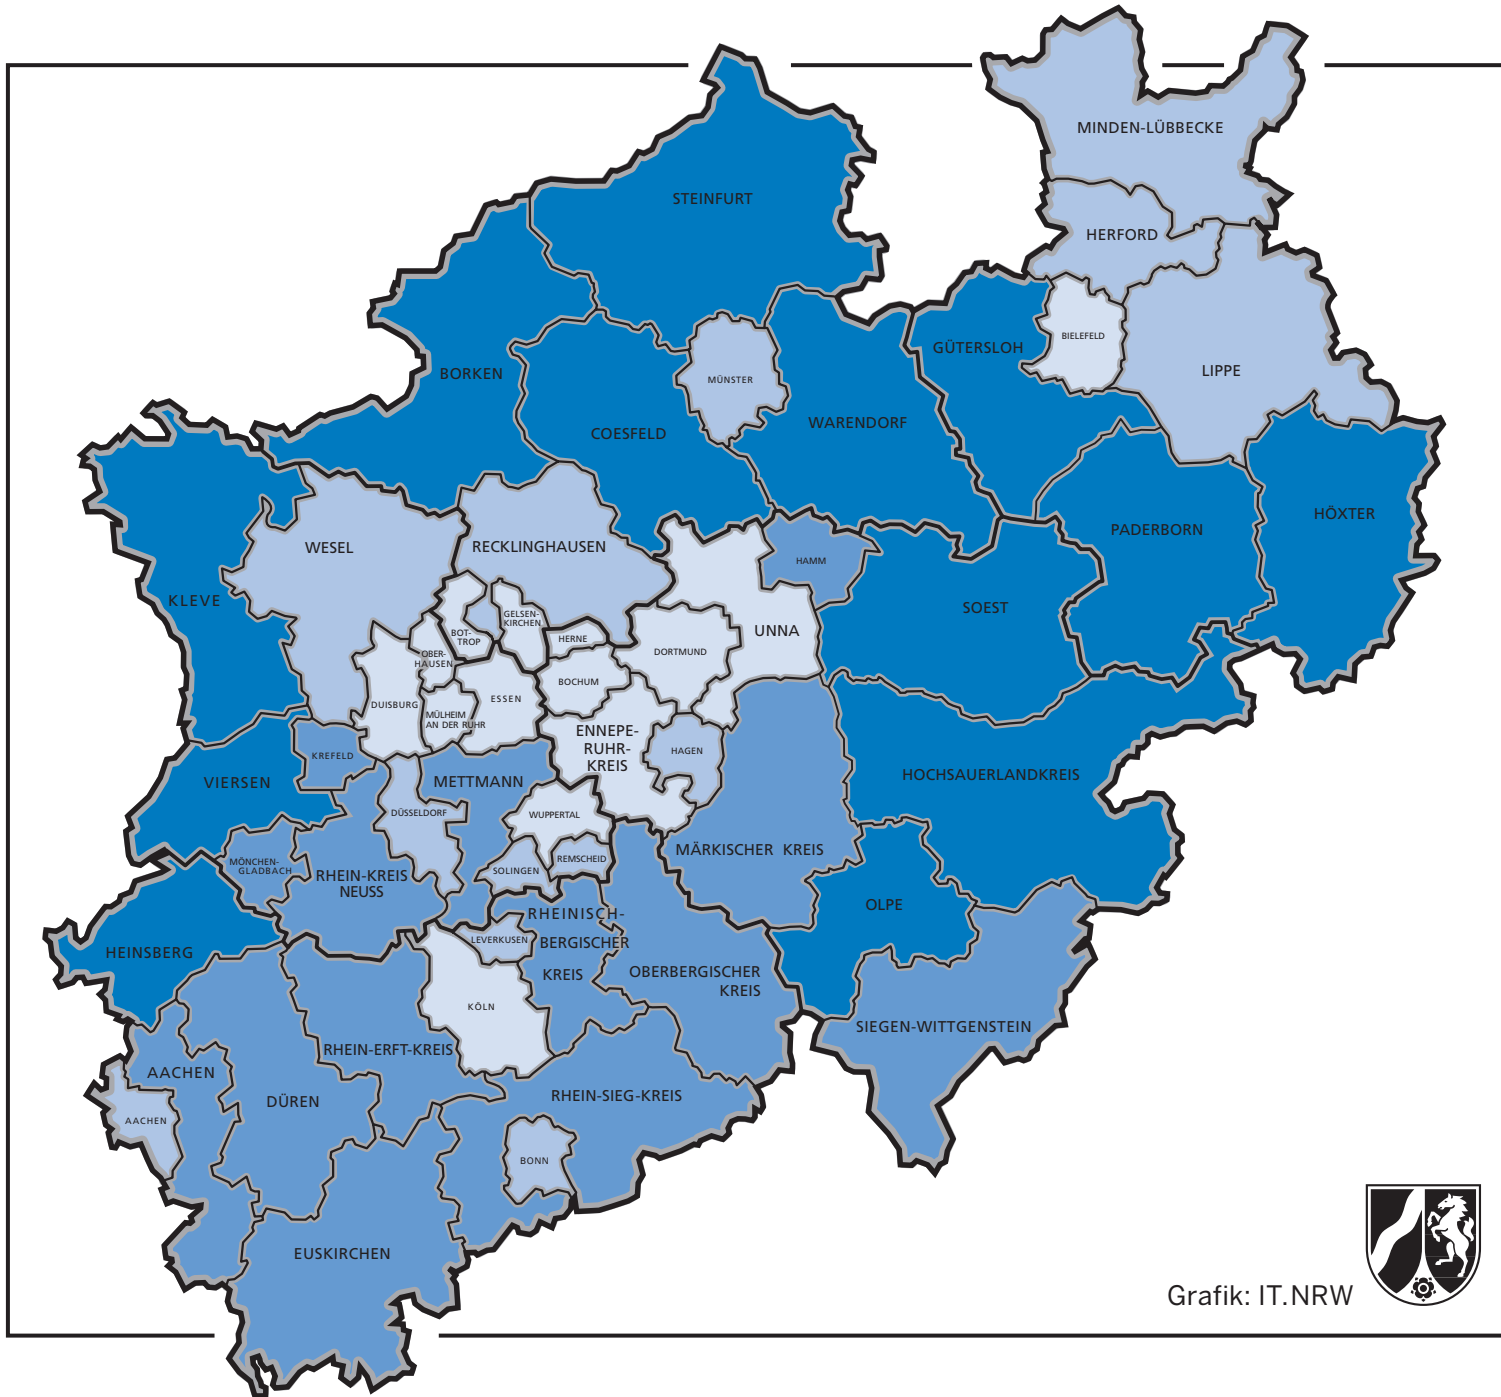 MINDEN-LÜBBECKE
STEINFURT
HERFORD
BIELEFELD
GÜTERSLOH
LIPPE
BORKEN
MÜNSTER
WARENDORF
COESFELD
HÖXTER
PADERBORN
WESEL
RECKLINGHAUSEN
HAMM
KLEVE
SOEST
GELSEN-
KIRCHEN
BOT-
TROP
HERNE
UNNA
OBER-
HAUSEN
DORTMUND
BOCHUM
DUISBURG
ESSEN
MÜLHEIM
AN DER RUHR
ENNEPE-
RUHR-
KREIS
HAGEN
KREFELD
VIERSEN
METTMANN
HOCHSAUERLANDKREIS
DÜSSELDORF
WUPPERTAL
MÄRKISCHER KREIS
MÖNCHEN-
GLADBACH
RHEIN-KREIS
NEUSS
SOLINGEN
REMSCHEID
OLPE
RHEINISCH-
BERGISCHER
KREIS
LEVERKUSEN
HEINSBERG
OBERBERGISCHER
KREIS
KÖLN
SIEGEN-WITTGENSTEIN
RHEIN-ERFT-KREIS
AACHEN
DÜREN
RHEIN-SIEG-KREIS
AACHEN
BONN
EUSKIRCHEN
Grafik: IT.NRW